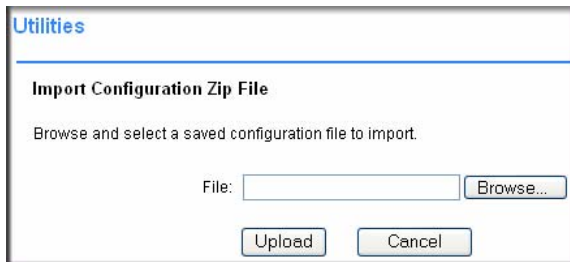 Utilities
Import Configuration Zip File
Browse and select a saved configuration file to import.
File: Browse...
Upload Cancel